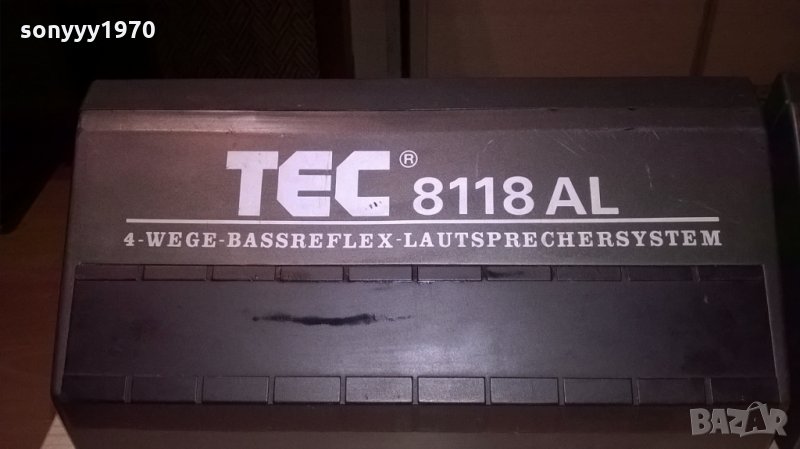 sonyyy1970
TEC® 8118 AL
4-WEGE-BASSREFLEX-LAUTSPRECHERSYSTEM
BAZAR